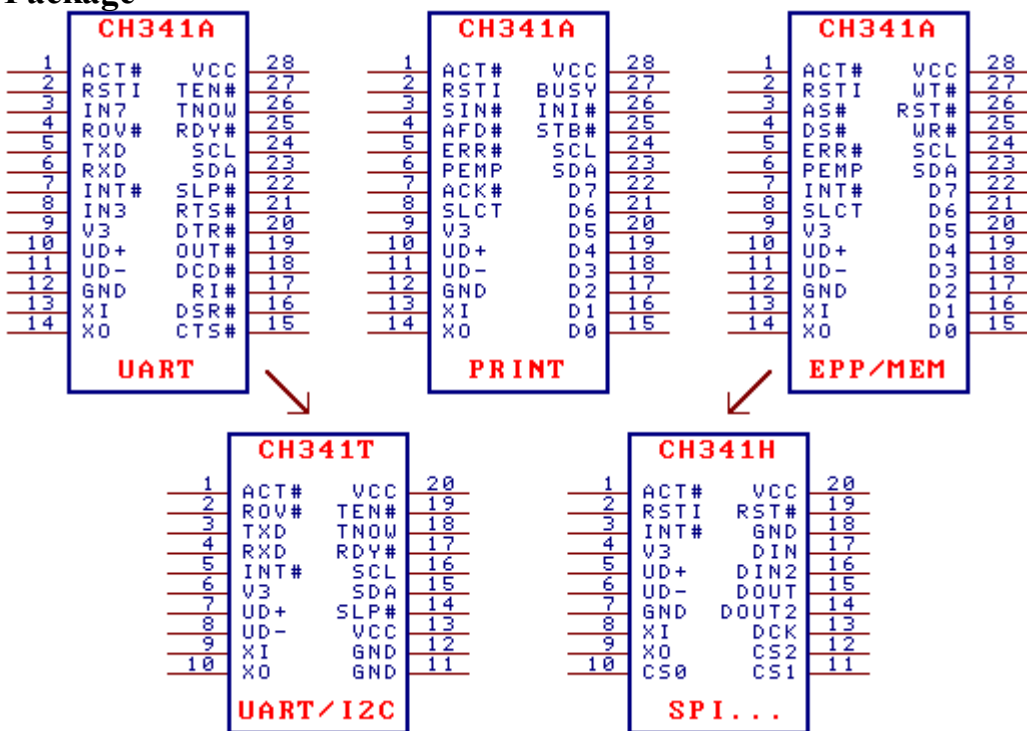 Package
CH341A
1 ACT# VCC 28
2 RSTI TEN# 27
3 IN7 TNOW 26
4 ROV# RDY# 25
5 TXD SCL 24
6 RXD SDA 23
7 INT# SLP# 22
8 IN3 RTS# 21
9 V3 DTR# 20
10 UD+ OUT# 19
11 UD- DCD# 18
12 GND RI# 17
13 XI DSR# 16
14 XO CTS# 15
UART
CH341A
1 ACT# VCC 28
2 RSTI BUSY 27
3 SIN# INI# 26
4 AFD# STB# 25
5 ERR# SCL 24
6 PEMP SDA 23
7 ACK# D7 22
8 SLCT D6 21
9 V3 D5 20
10 UD+ D4 19
11 UD- D3 18
12 GND D2 17
13 XI D1 16
14 XO D0 15
PRINT
CH341A
1 ACT# VCC 28
2 RSTI WT# 27
3 AS# RST# 26
4 DS# WR# 25
5 ERR# SCL 24
6 PEMP SDA 23
7 INT# D7 22
8 SLCT D6 21
9 V3 D5 20
10 UD+ D4 19
11 UD- D3 18
12 GND D2 17
13 XI D1 16
14 XO D0 15
EPP/MEM
CH341T
1 ACT# VCC 20
2 ROV# TEN# 19
3 TXD TNOW 18
4 RXD RDY# 17
5 INT# SCL 16
6 V3 SDA 15
7 UD+ SLP# 14
8 UD- VCC 13
9 XI GND 12
10 XO GND 11
UART/I2C
CH341H
1 ACT# VCC 20
2 RSTI RST# 19
3 INT# GND 18
4 V3 DIN 17
5 UD+ DIN2 16
6 UD- DOUT 15
7 GND DOUT2 14
8 XI DCK 13
9 XO CS2 12
10 CS0 CS1 11
SPI...